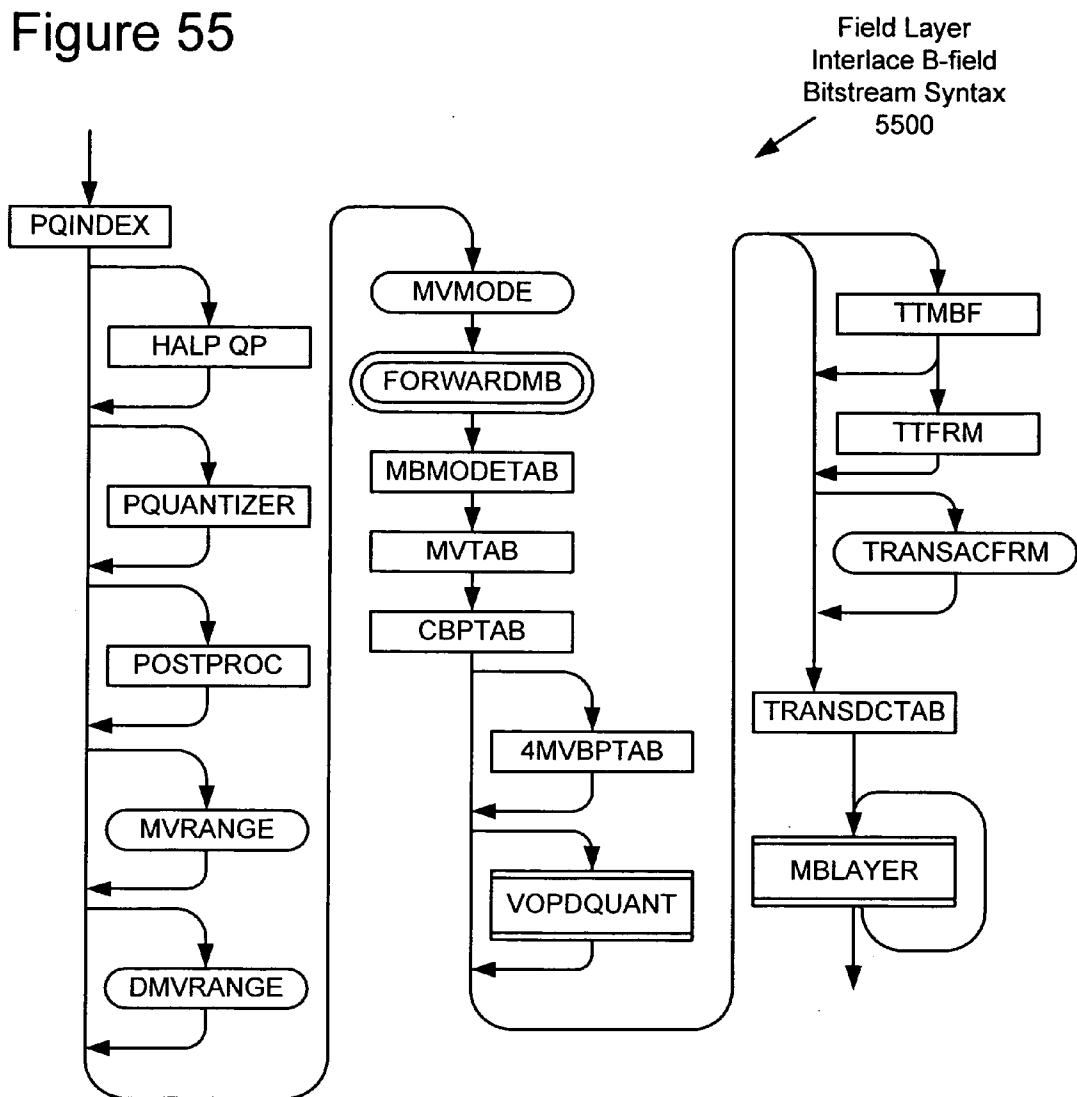 Figure 55
Field Layer
Interlace B-field
Bitstream Syntax
5500
PQINDEX
HALP QP
PQUANTIZER
POSTPROC
MVRANGE
DMVRANGE
MVMODE
FORWARDMB
MBMODETAB
MVTAB
CBPTAB
4MVBPTAB
VOPDQUANT
TTMBF
TTFRM
TRANSACFRM
TRANSDCTAB
MBLAYER